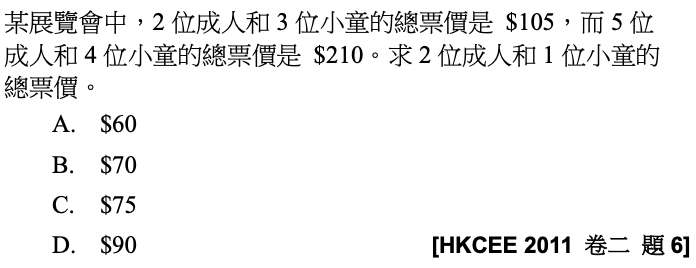 某展覽會中，2 位成人和 3 位小童的總票價是 $105，而 5 位
成人和 4 位小童的總票價是 $210。求 2 位成人和 1 位小童的
總票價。
A. $60
B. $70
C. $75
D. $90 [HKCEE 2011 卷二 題 6]